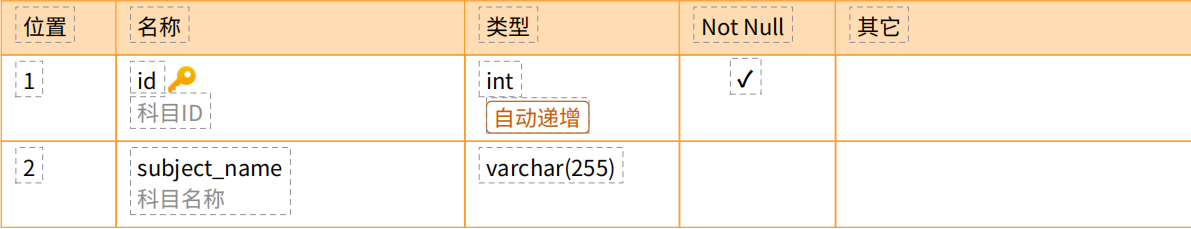 位置 名称 类型 Not Null 其它
1 id int ✓
科目ID 自动递增
2 subject_name varchar(255)
科目名称